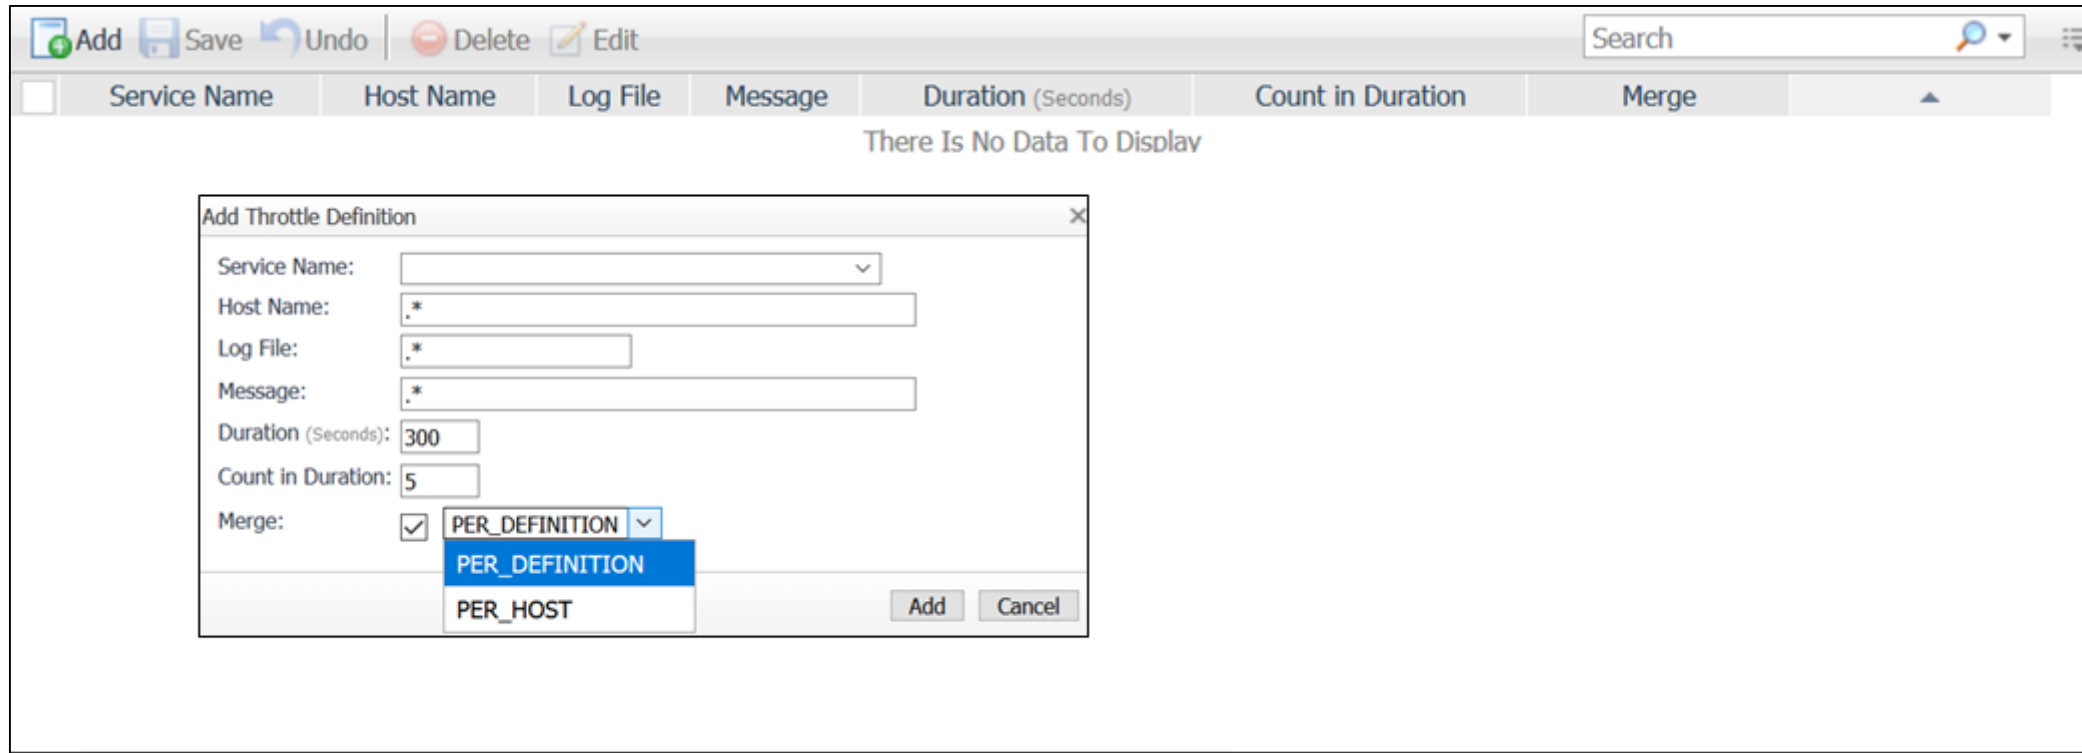 Add Save Undo Delete Edit Search
Service Name Host Name Log File Message Duration (Seconds) Count in Duration Merge
There Is No Data To Display
Add Throttle Definition
Service Name:
Host Name: .*
Log File: .*
Message: .*
Duration (Seconds): 300
Count in Duration: 5
Merge: PER_DEFINITION
PER_DEFINITION
PER_HOST
Add Cancel